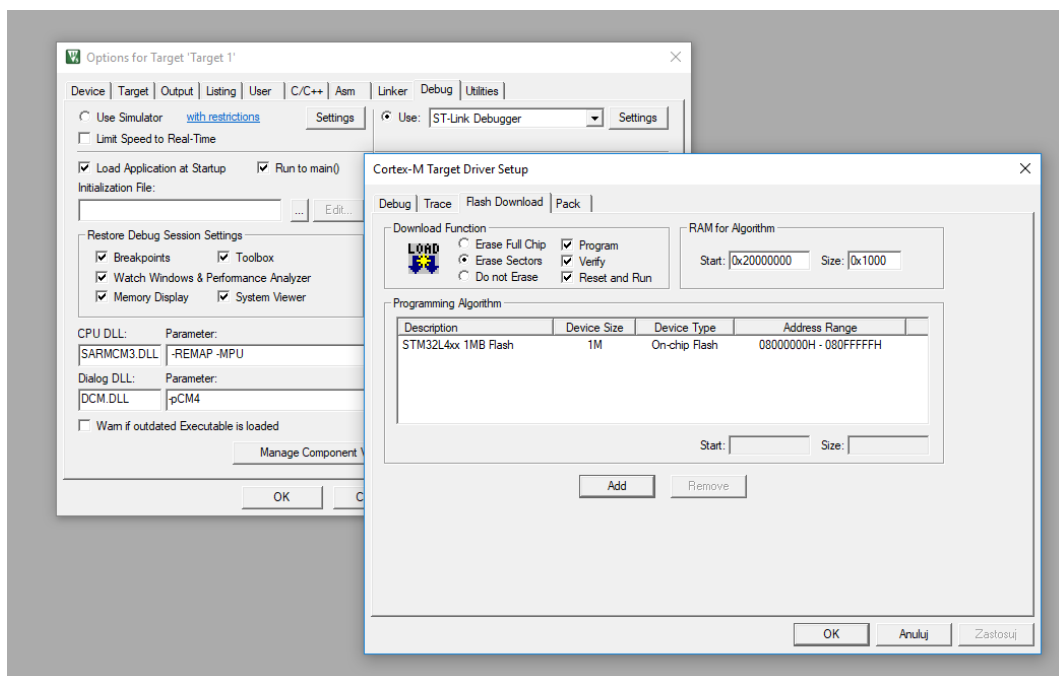 Options for Target 'Target 1'
Device Target Output Listing User C/C++ Asm Linker Debug Utilities
Use Simulator with restrictions Settings
Limit Speed to Real-Time
Use: ST-Link Debugger Settings
Load Application at Startup Run to main()
Initialization File:
... Edit...
Restore Debug Session Settings
Breakpoints Toolbox
Watch Windows & Performance Analyzer
Memory Display System Viewer
CPU DLL: Parameter:
SARMCM3.DLL -REMAP -MPU
Dialog DLL: Parameter:
DCM.DLL -pCM4
Warn if outdated Executable is loaded
Manage Component V
OK C
Cortex-M Target Driver Setup
Debug Trace Flash Download Pack
Download Function
LOAD
Erase Full Chip Program
Erase Sectors Verify
Do not Erase Reset and Run
RAM for Algorithm
Start: 0x20000000 Size: 0x1000
Programming Algorithm
Description Device Size Device Type Address Range
STM32L4xx 1MB Flash 1M On-chip Flash 08000000H - 080FFFFFH
Start: Size:
Add Remove
OK Anuluj Zastosuj